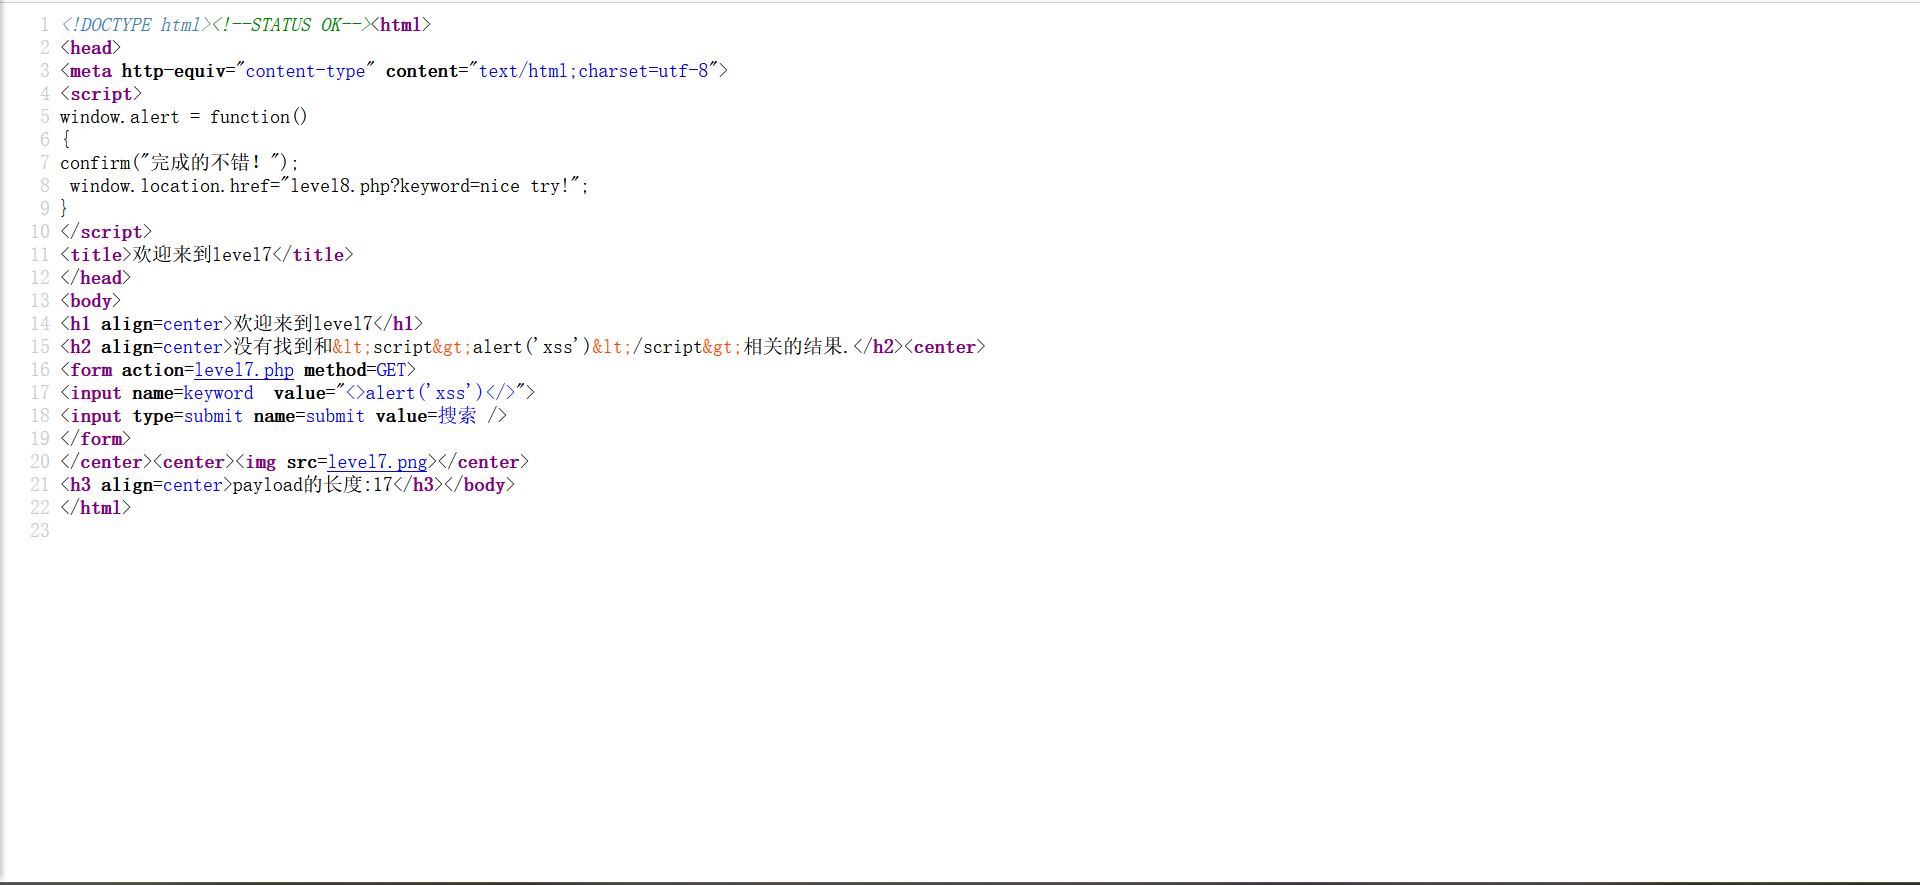 1 <!DOCTYPE html><!--STATUS OK--><html>
2 <head>
3 <meta http-equiv="content-type" content="text/html;charset=utf-8">
4 <script>
5 window.alert = function()
6 {
7 confirm("完成的不错！");
8  window.location.href="level8.php?keyword=nice try!";
9 }
10 </script>
11 <title>欢迎来到level7</title>
12 </head>
13 <body>
14 <h1 align=center>欢迎来到level7</h1>
15 <h2 align=center>没有找到和&lt;script&gt;alert('xss')&lt;/script&gt;相关的结果.</h2><center>
16 <form action=level7.php method=GET>
17 <input name=keyword  value="<>alert('xss')</>">
18 <input type=submit name=submit value=搜索 />
19 </form>
20 </center><center><img src=level7.png></center>
21 <h3 align=center>payload的长度:17</h3></body>
22 </html>
23